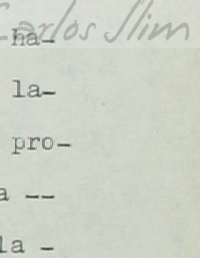 Carlos Slim
ha-
la-
pro-
a --
la -